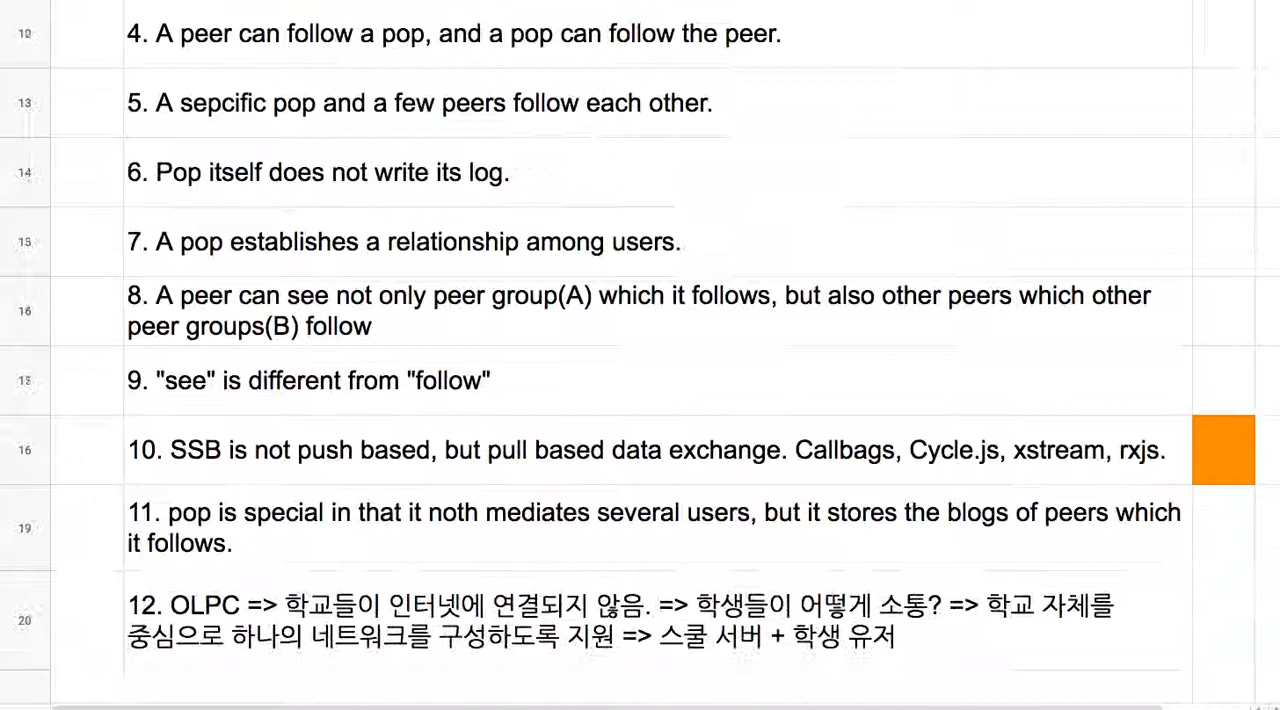 12
4. A peer can follow a pop, and a pop can follow the peer.
13
5. A sepcific pop and a few peers follow each other.
14
6. Pop itself does not write its log.
7. A pop establishes a relationship among users.
16
8. A peer can see not only peer group(A) which it follows, but also other peers which other
peer groups(B) follow
9. "see" is different from "follow"
16
10. SSB is not push based, but pull based data exchange. Callbags, Cycle.js, xstream, rxjs.
19
11. pop is special in that it noth mediates several users, but it stores the blogs of peers which
it follows.
20
12. OLPC => 학교들이 인터넷에 연결되지 않음. => 학생들이 어떻게 소통? => 학교 자체를
중심으로 하나의 네트워크를 구성하도록 지원 => 스쿨 서버 + 학생 유저